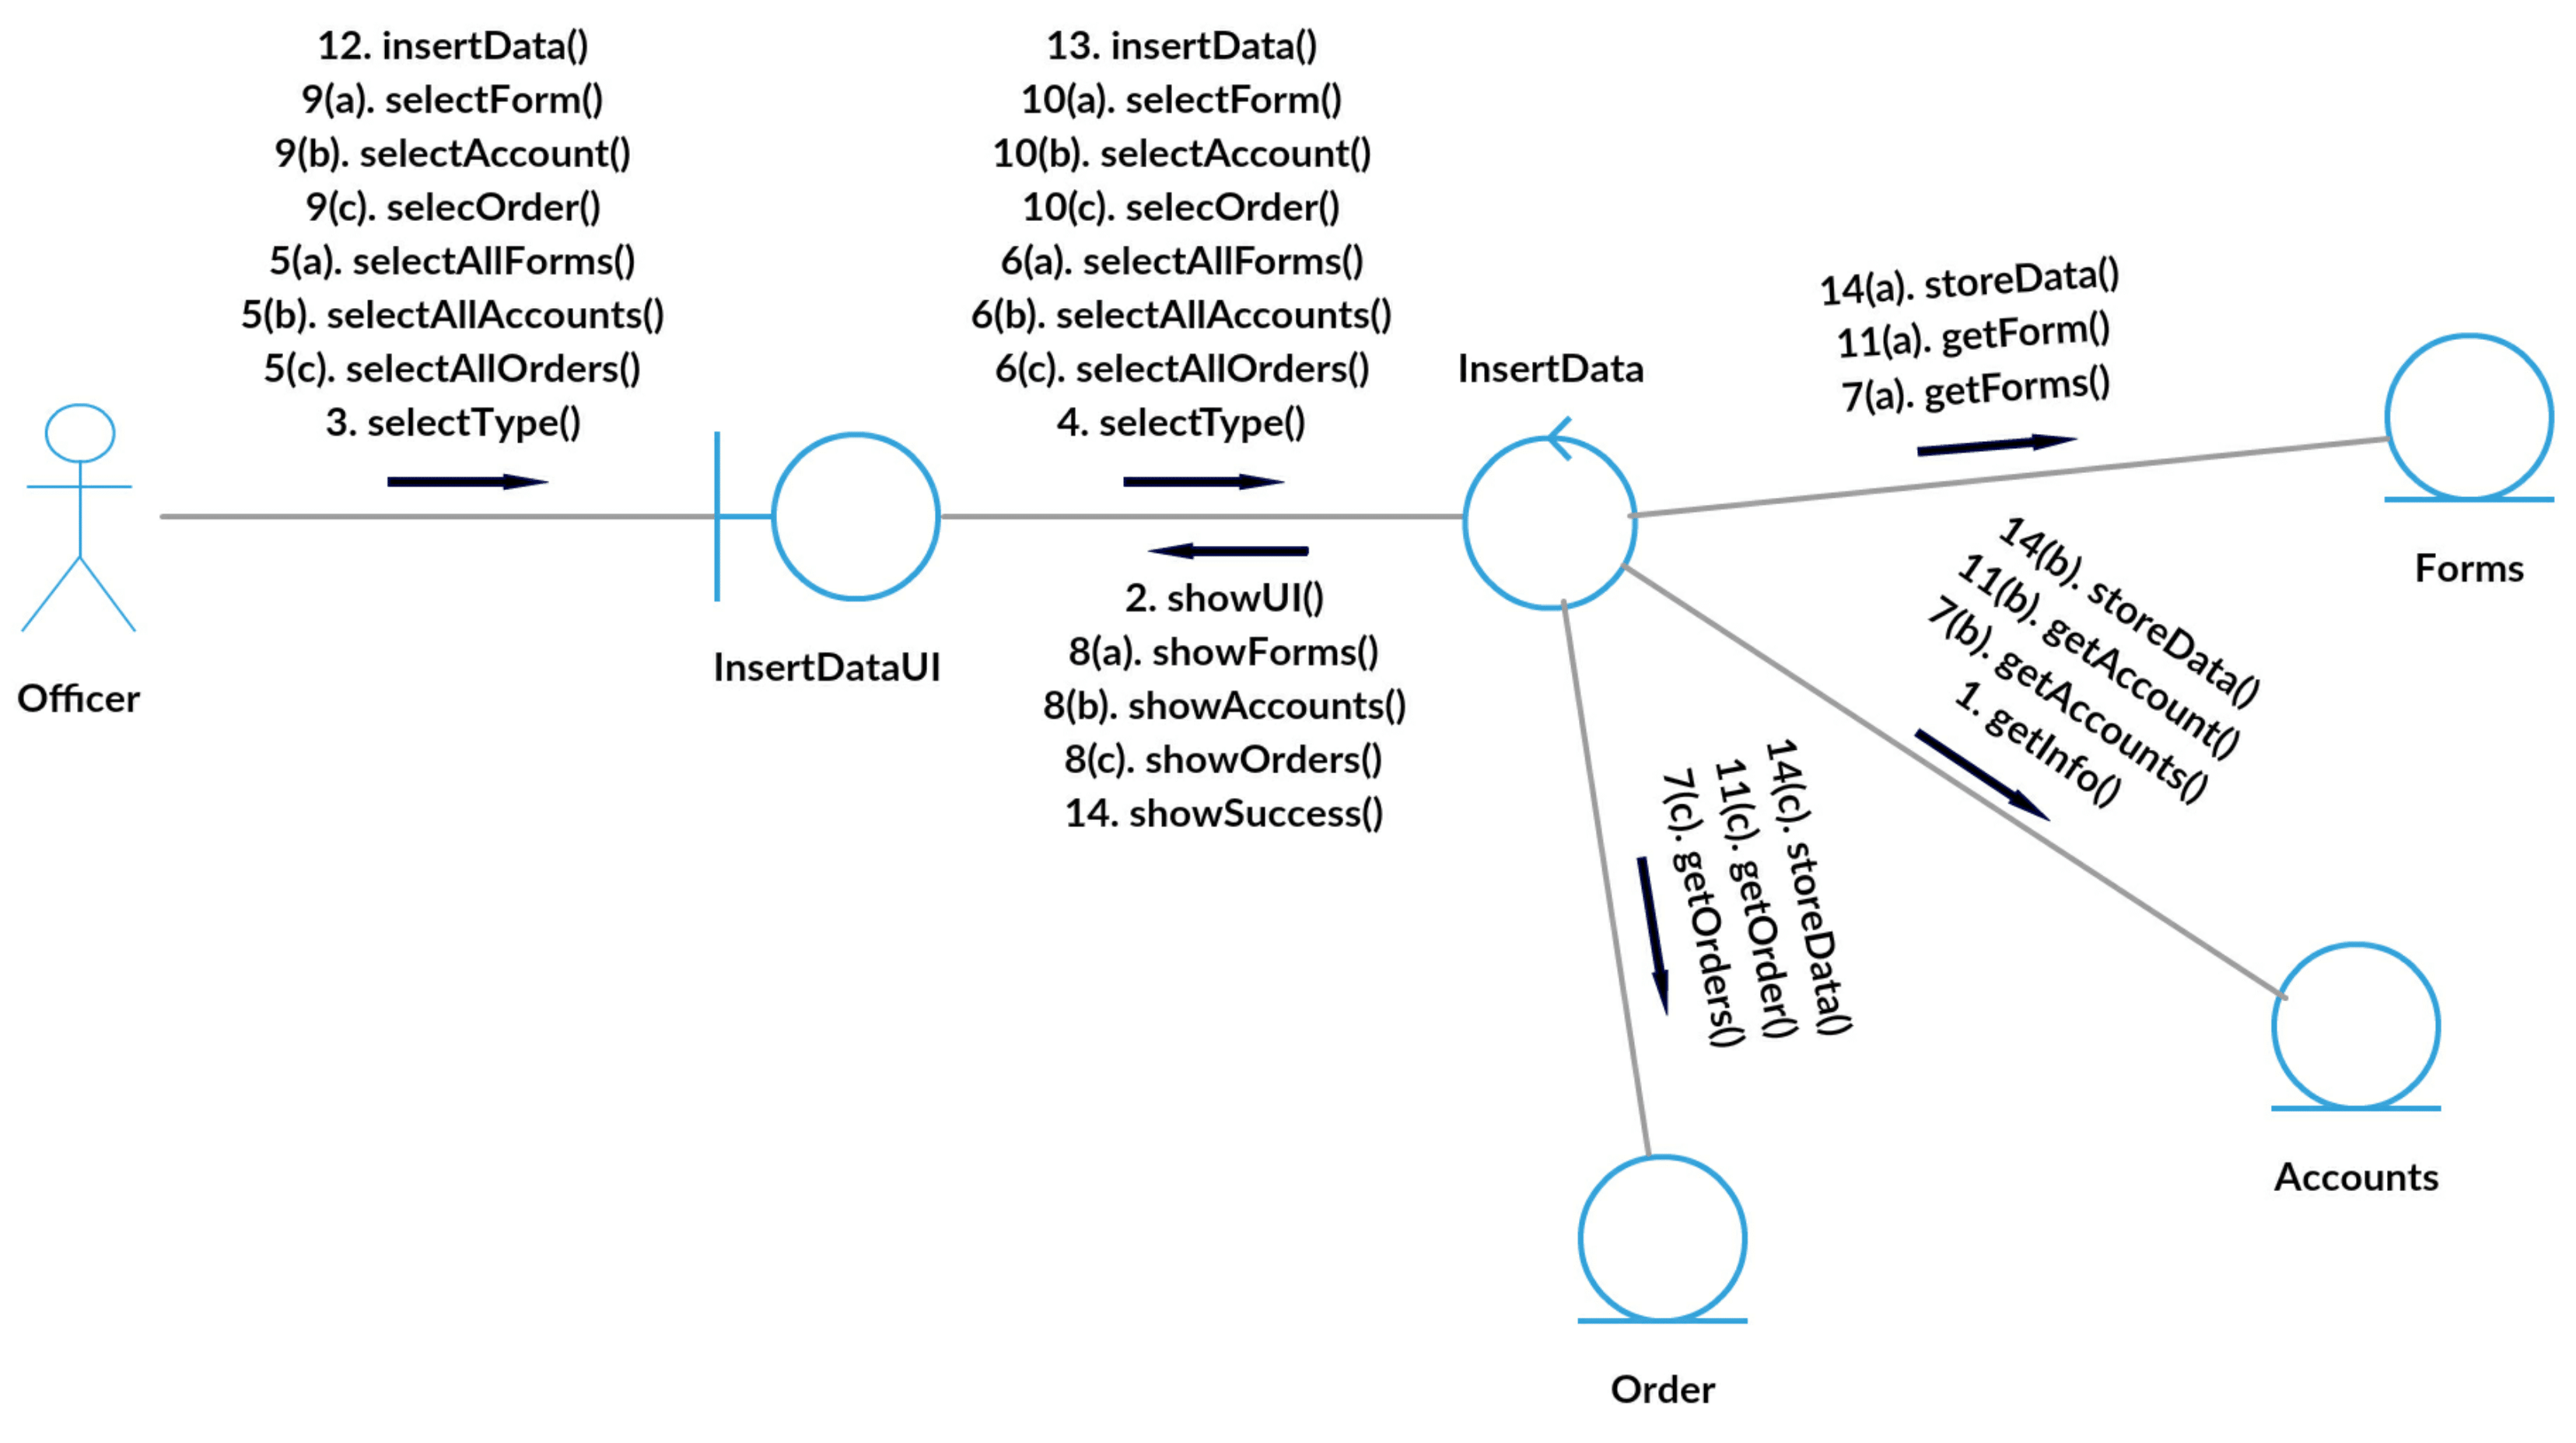 12. insertData()
9(a). selectForm()
9(b). selectAccount()
9(c). selecOrder()
5(a). selectAllForms()
5(b). selectAllAccounts()
5(c). selectAllOrders()
3. selectType()
Officer
InsertDataUI
13. insertData()
10(a). selectForm()
10(b). selectAccount()
10(c). selecOrder()
6(a). selectAllForms()
6(b). selectAllAccounts()
6(c). selectAllOrders()
4. selectType()
2. showUI()
8(a). showForms()
8(b). showAccounts()
8(c). showOrders()
14. showSuccess()
InsertData
14(a). storeData()
11(a). getForm()
7(a). getForms()
Forms
14(b). storeData()
11(b). getAccount()
7(b). getAccounts()
1. getInfo()
Accounts
14(c). storeData()
11(c). getOrder()
7(c). getOrders()
Order